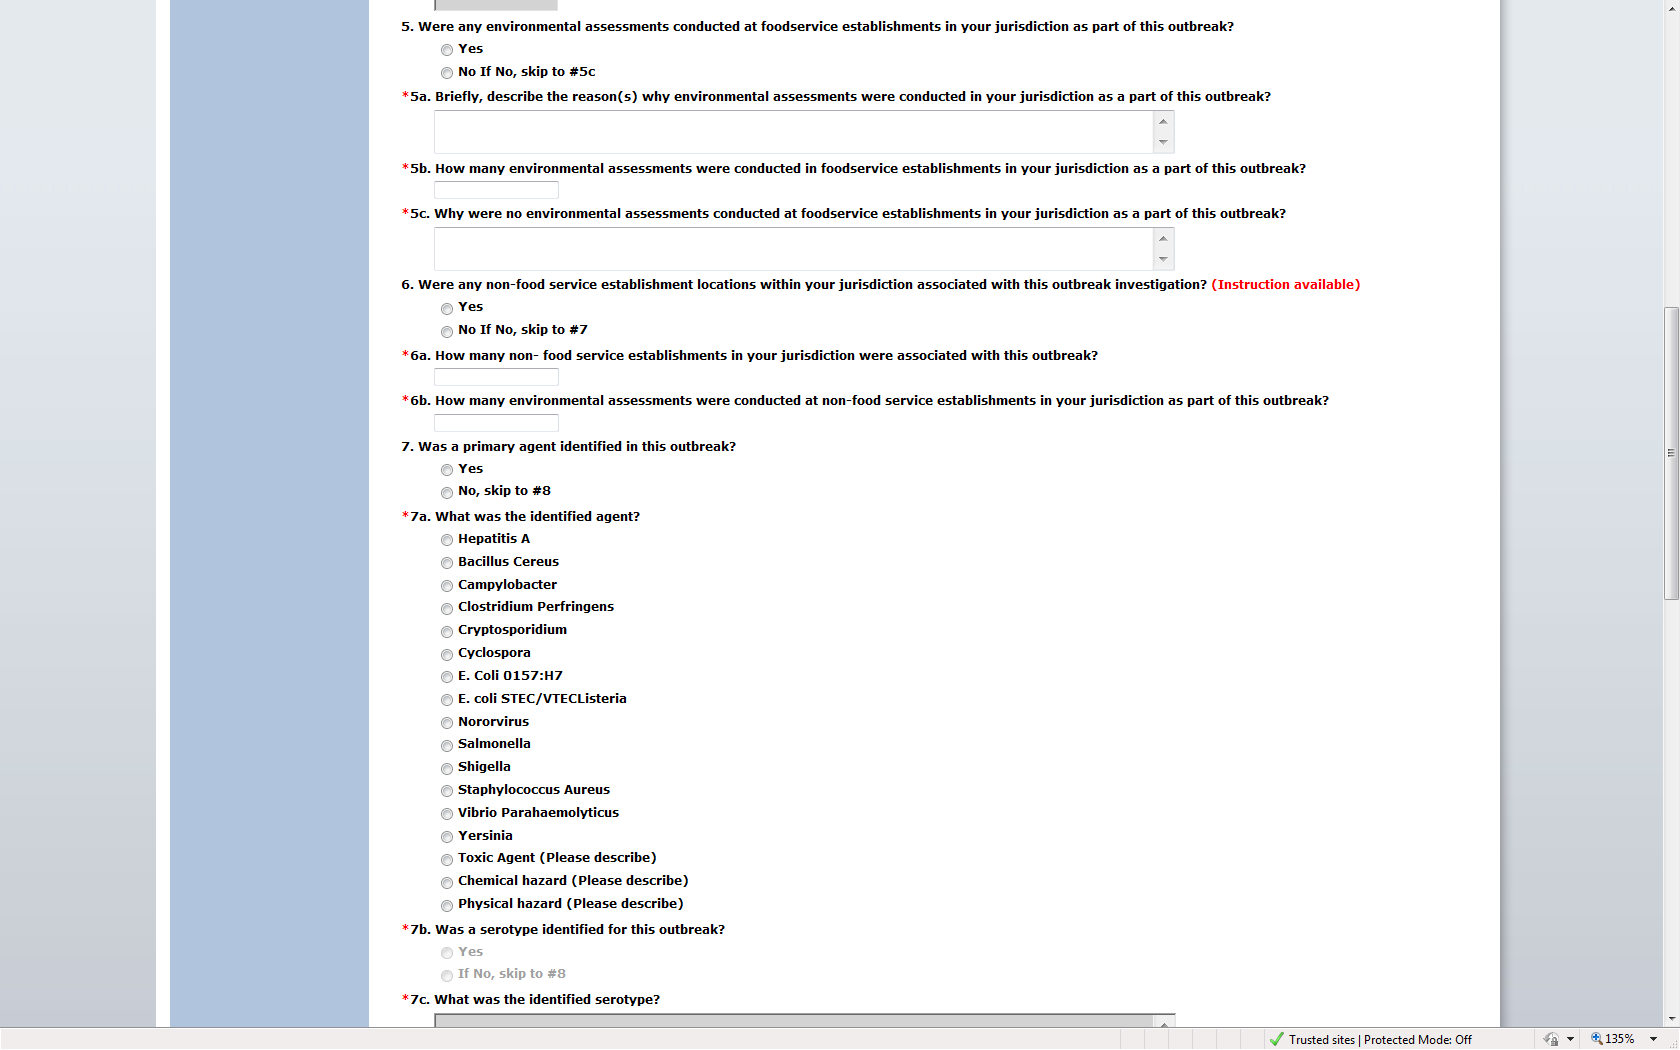 5. Were any environmental assessments conducted at foodservice establishments in your jurisdiction as part of this outbreak?
Yes
No If No, skip to #5c
*5a. Briefly, describe the reason(s) why environmental assessments were conducted in your jurisdiction as a part of this outbreak?
*5b. How many environmental assessments were conducted in foodservice establishments in your jurisdiction as a part of this outbreak?
*5c. Why were no environmental assessments conducted at foodservice establishments in your jurisdiction as a part of this outbreak?
6. Were any non-food service establishment locations within your jurisdiction associated with this outbreak investigation? (Instruction available)
Yes
No If No, skip to #7
*6a. How many non- food service establishments in your jurisdiction were associated with this outbreak?
*6b. How many environmental assessments were conducted at non-food service establishments in your jurisdiction as part of this outbreak?
7. Was a primary agent identified in this outbreak?
Yes
No, skip to #8
*7a. What was the identified agent?
Hepatitis A
Bacillus Cereus
Campylobacter
Clostridium Perfringens
Cryptosporidium
Cyclospora
E. Coli 0157:H7
E. coli STEC/VTECListeria
Nororvirus
Salmonella
Shigella
Staphylococcus Aureus
Vibrio Parahaemolyticus
Yersinia
Toxic Agent (Please describe)
Chemical hazard (Please describe)
Physical hazard (Please describe)
*7b. Was a serotype identified for this outbreak?
Yes
If No, skip to #8
*7c. What was the identified serotype?
Trusted sites | Protected Mode: Off
135%